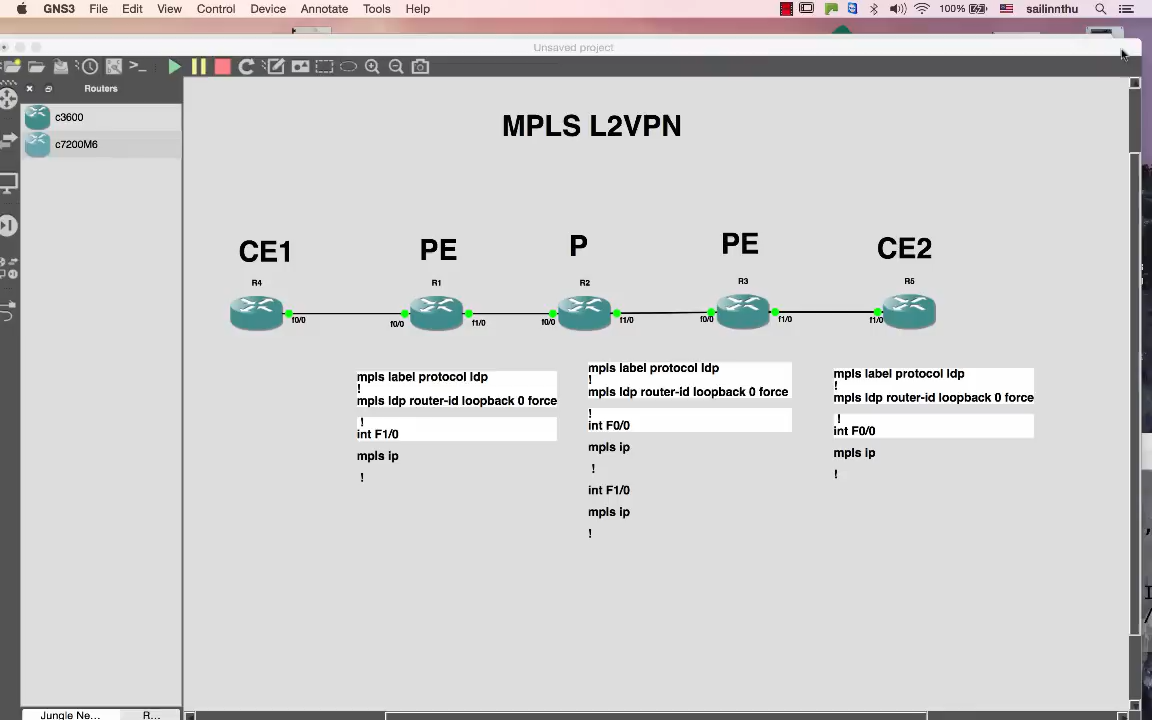 GNS3 File Edit View Control Device Annotate Tools Help 100% sailinnthu
Unsaved project
Routers
c3600
c7200M6
MPLS L2VPN
CE1 PE P PE CE2
R4 R1 R2 R3 R5
f0/0 f0/0 f1/0 f0/0 f1/0 f0/0 f1/0 f1/0
mpls label protocol ldp
!
mpls ldp router-id loopback 0 force
!
int F1/0
mpls ip
!
mpls label protocol ldp
!
mpls ldp router-id loopback 0 force
!
int F0/0
mpls ip
!
int F1/0
mpls ip
!
mpls label protocol ldp
!
mpls ldp router-id loopback 0 force
!
int F0/0
mpls ip
!
Jungle Ne... R...